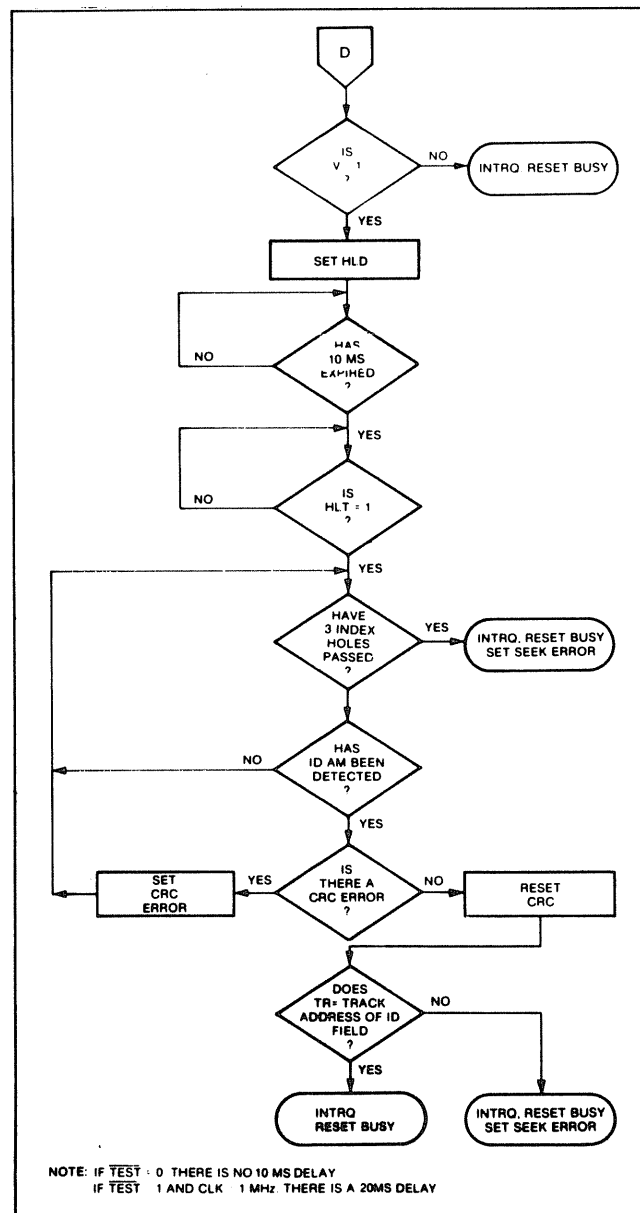 D
IS
V 1
?
NO
INTRQ RESET BUSY
YES
SET HLD
HAS
10 MS
EXPIRED
?
NO
YES
IS
HLT = 1
?
NO
YES
HAVE
3 INDEX
HOLES
PASSED
?
YES
INTRQ, RESET BUSY
SET SEEK ERROR
HAS
ID AM BEEN
DETECTED
?
NO
YES
IS
THERE A
CRC ERROR
?
YES
SET
CRC
ERROR
NO
RESET
CRC
DOES
TR= TRACK
ADDRESS OF ID
FIELD
?
NO
YES
INTRQ
RESET BUSY
INTRQ, RESET BUSY
SET SEEK ERROR
NOTE: IF TEST = 0 THERE IS NO 10 MS DELAY
IF TEST 1 AND CLK 1 MHz. THERE IS A 20MS DELAY